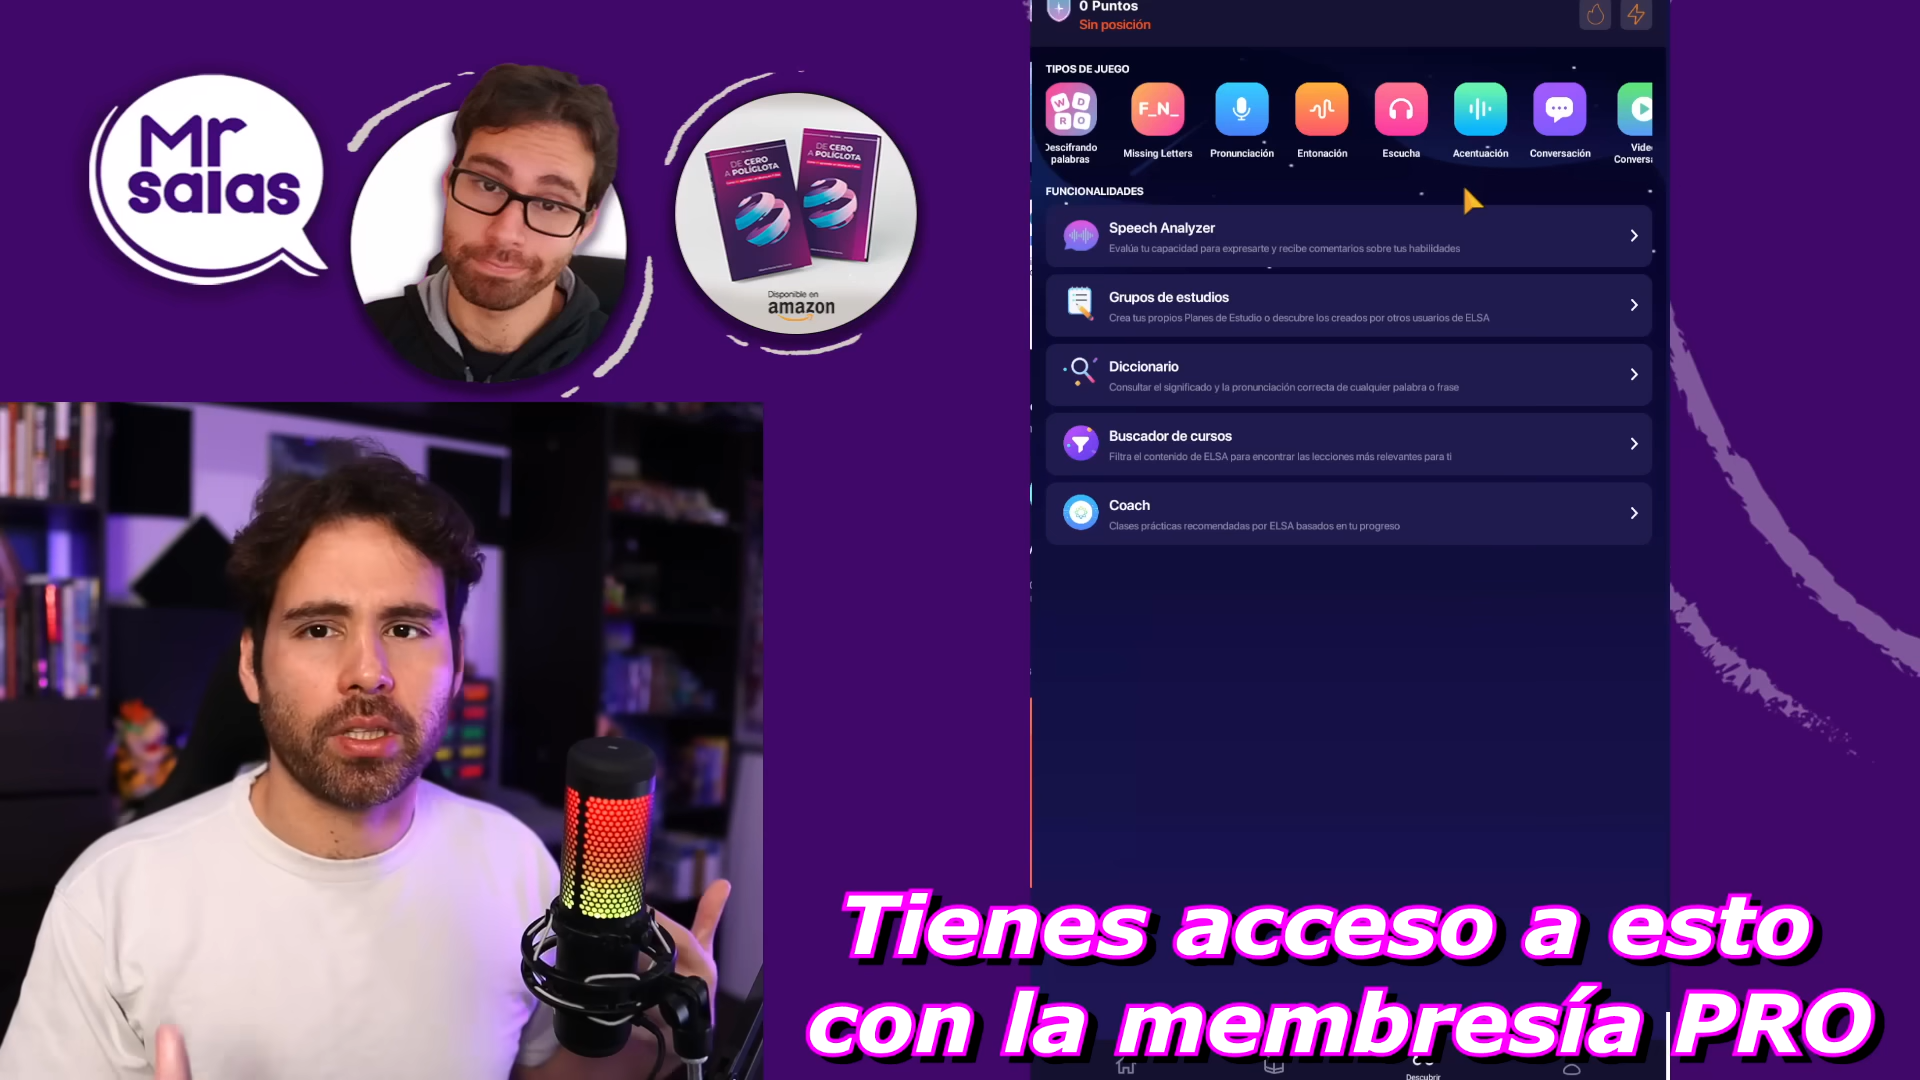 Mr
salas
DE CERO
A POLÍGLOTA
DE CERO
A POLÍGLOTA
Disponible en
amazon
0 Puntos
Sin posición
TIPOS DE JUEGO
F_N_
W D
R O
Descifrando
palabras
Missing Letters
Pronunciación
Entonación
Escucha
Acentuación
Conversación
Vide
Conversa
FUNCIONALIDADES
Speech Analyzer
Evalúa tu capacidad para expresarte y recibe comentarios sobre tus habilidades
Grupos de estudios
Crea tus propios Planes de Estudio o descubre los creados por otros usuarios de ELSA
Diccionario
Consultar el significado y la pronunciación correcta de cualquier palabra o frase
Buscador de cursos
Filtra el contenido de ELSA para encontrar las lecciones más relevantes para ti
Coach
Clases prácticas recomendadas por ELSA basados en tu progreso
Tienes acceso a esto
con la membresía PRO
Descubrir